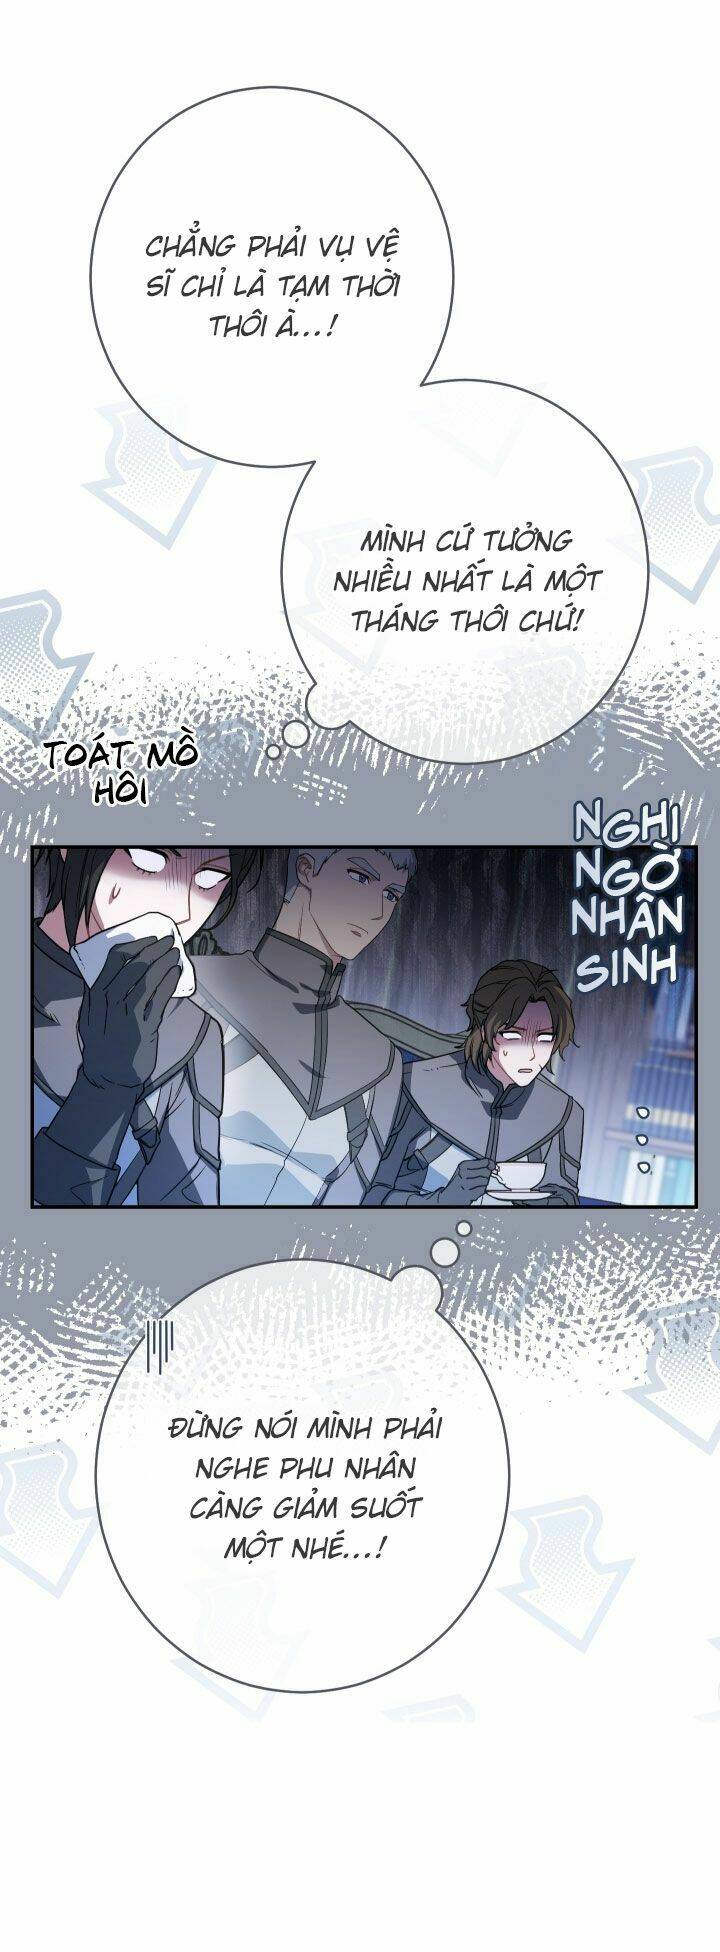 CHẲNG PHẢI VỤ VỆ
SĨ CHỈ LÀ TẠM THỜI
THÔI À...!
MÌNH CỨ TƯỞNG
NHIỀU NHẤT LÀ MỘT
THÁNG THÔI CHỨ!
TOÁT MỒ
HÔI
NGHI
NGỜ
NHÂN
SINH
ĐỪNG NÓI MÌNH PHẢI
NGHE PHU NHÂN
CÀNG GIẢM SUỐT
MỘT NHÉ...!